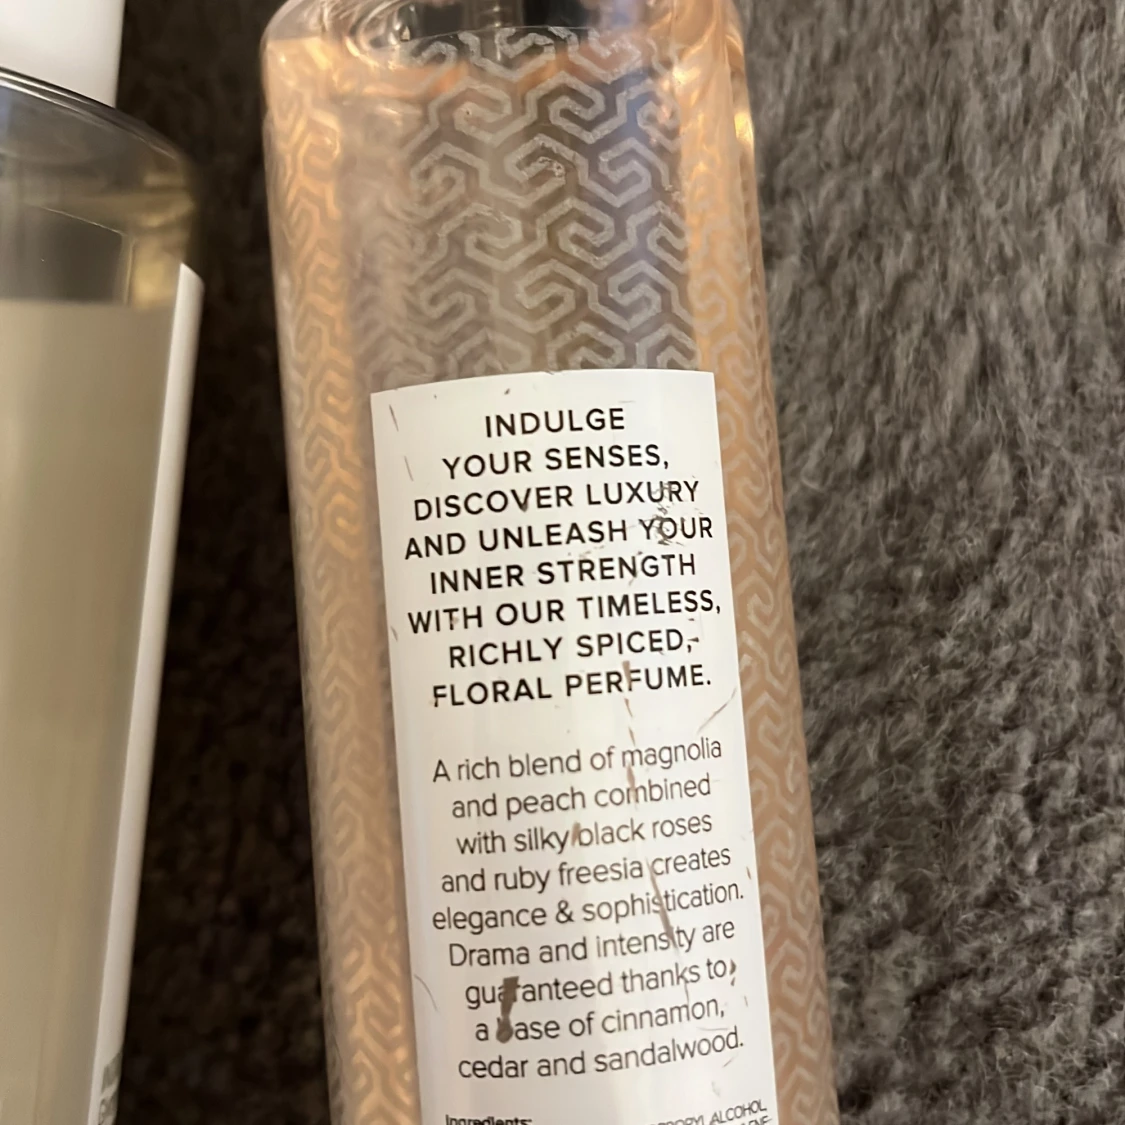 INDULGE
YOUR SENSES,
DISCOVER LUXURY
AND UNLEASH YOUR
INNER STRENGTH
WITH OUR TIMELESS,
RICHLY SPICED,
FLORAL PERFUME.
A rich blend of magnolia
and peach combined
with silky black roses
and ruby freesia creates
elegance & sophistication.
Drama and intensity are
guaranteed thanks to
a base of cinnamon,
cedar and sandalwood.
Ingredients:
ALCOHOL